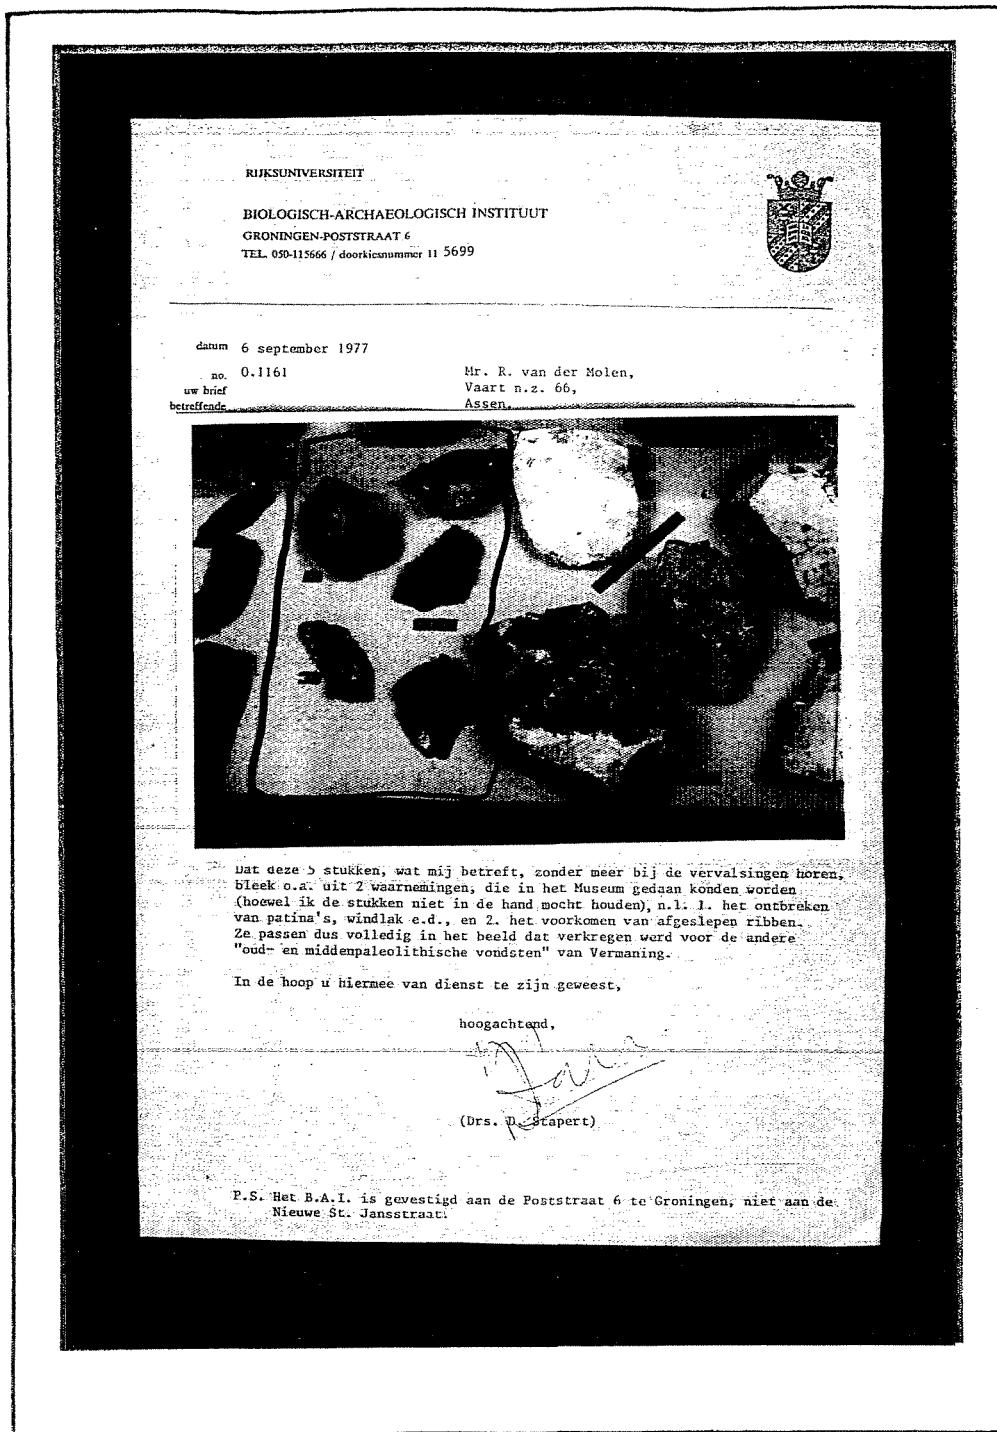 RIJKSUNIVERSITEIT
BIOLOGISCH-ARCHAEOLOGISCH INSTITUUT
GRONINGEN-POSTSTRAAT 6
TEL. 050-115666 / doorkiesnummer 11 5699
datum 6 september 1977
no. 0.1161
uw brief
betreffende
Mr. R. van der Molen,
Vaart n.z. 66,
Assen.
Dat deze 5 stukken, wat mij betreft, zonder meer bij de vervalsingen horen,
bleek o.a. uit 2 waarnemingen, die in het Museum gedaan konden worden
(hoewel ik de stukken niet in de hand mocht houden), n.l. 1. het ontbreken
van patina's, windlak e.d., en 2. het voorkomen van afgeslepen ribben.
Ze passen dus volledig in het beeld dat verkregen werd voor de andere
"oud- en middenpaleolithische vondsten" van Vermaning.
In de hoop u hiermee van dienst te zijn geweest,
hoogachtend,
(Drs. D. Stapert)
P.S. Het B.A.I. is gevestigd aan de Poststraat 6 te Groningen, niet aan de
Nieuwe St. Jansstraat.